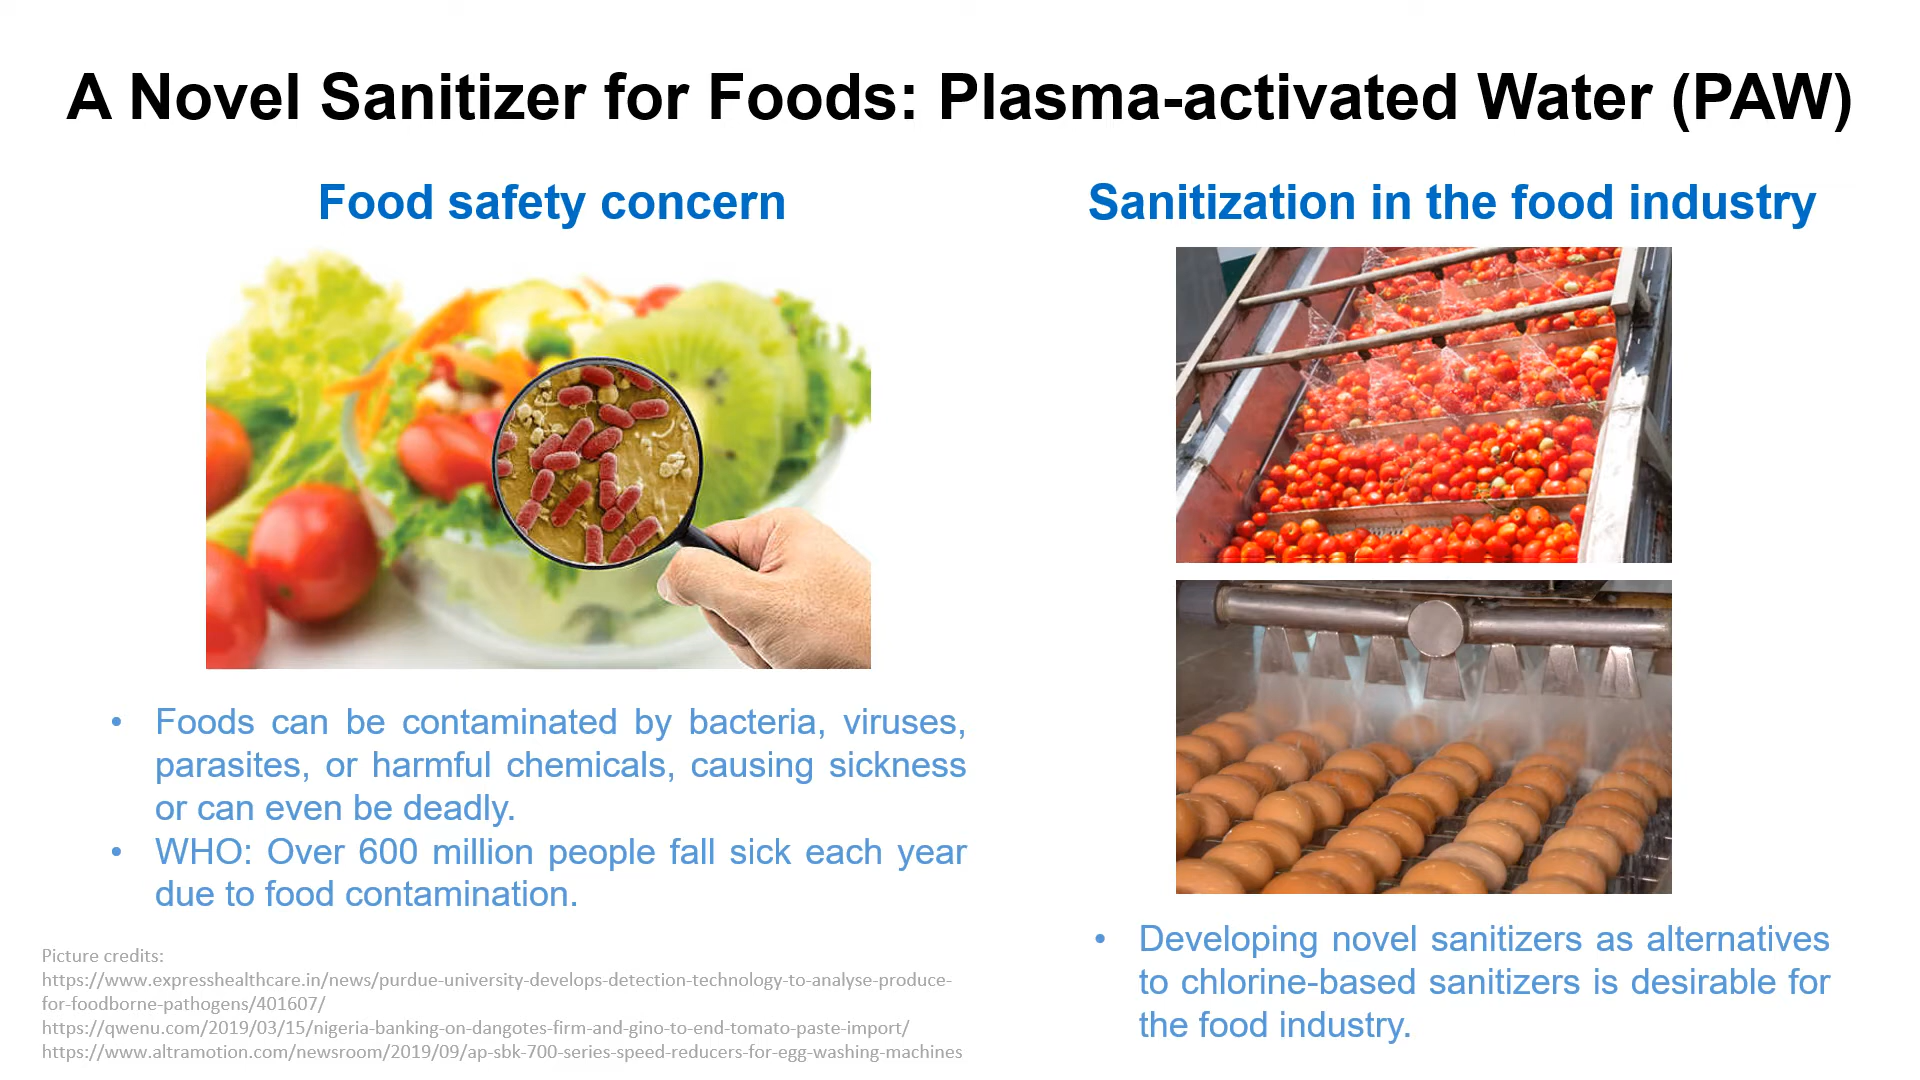 A Novel Sanitizer for Foods: Plasma-activated Water (PAW)
Food safety concern
• Foods can be contaminated by bacteria, viruses,
parasites, or harmful chemicals, causing sickness
or can even be deadly.
• WHO: Over 600 million people fall sick each year
due to food contamination.
Picture credits:
https://www.expresshealthcare.in/news/purdue-university-develops-detection-technology-to-analyse-produce-
for-foodborne-pathogens/401607/
https://qwenu.com/2019/03/15/nigeria-banking-on-dangotes-firm-and-gino-to-end-tomato-paste-import/
https://www.altramotion.com/newsroom/2019/09/ap-sbk-700-series-speed-reducers-for-egg-washing-machines
Sanitization in the food industry
• Developing novel sanitizers as alternatives
to chlorine-based sanitizers is desirable for
the food industry.